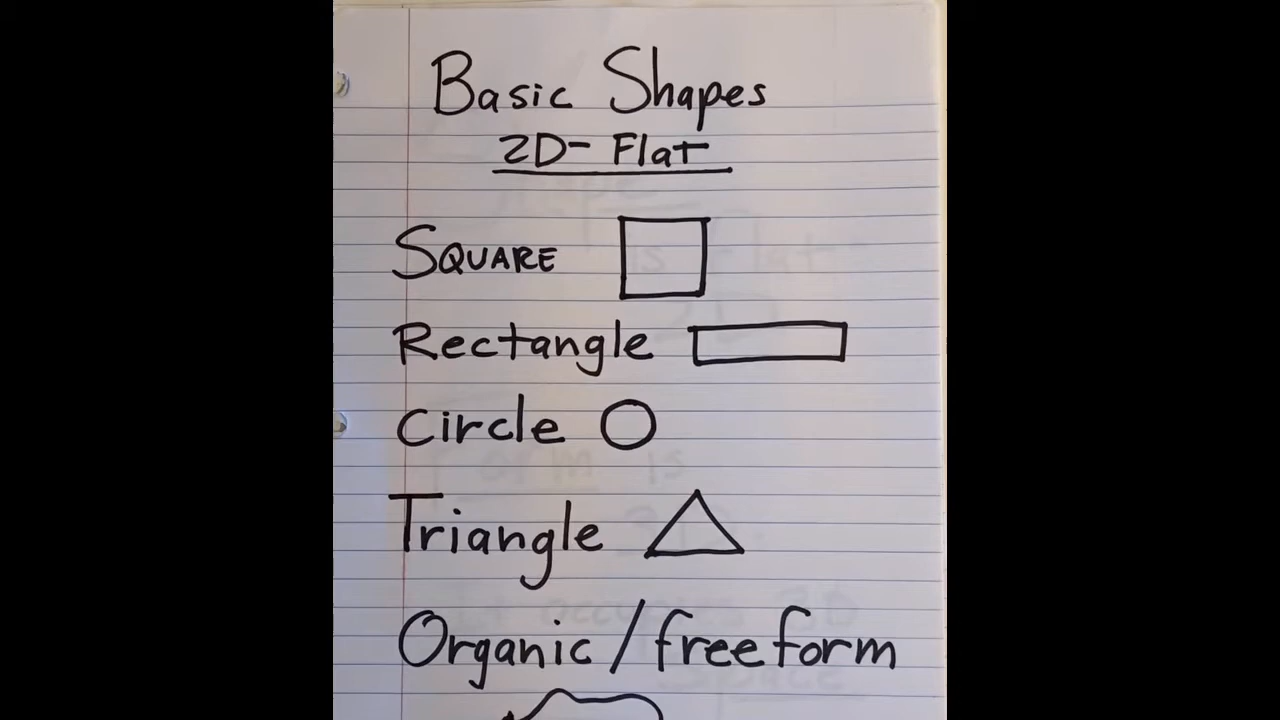 Basic Shapes
2D- Flat
SQUARE
Rectangle
Circle
Triangle
Organic/freeform